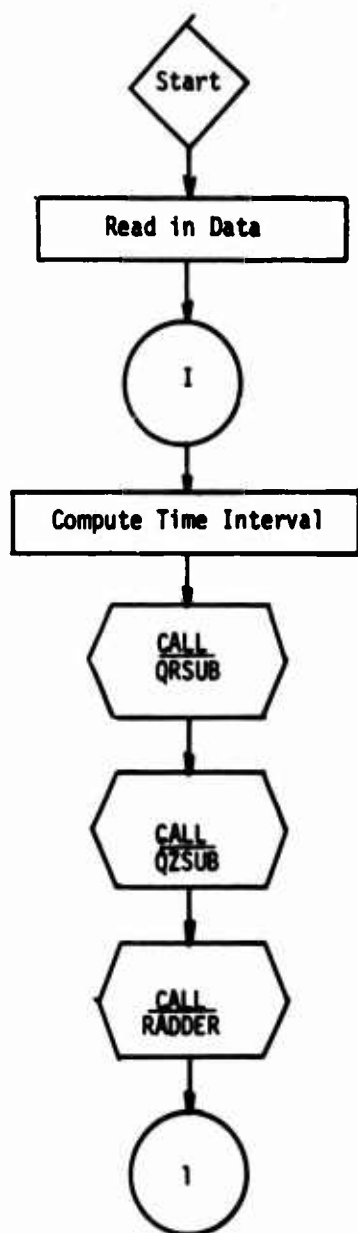 Start
Read in Data
I
Compute Time Interval
CALL
QRSUB
CALL
QZSUB
CALL
RADDER
1